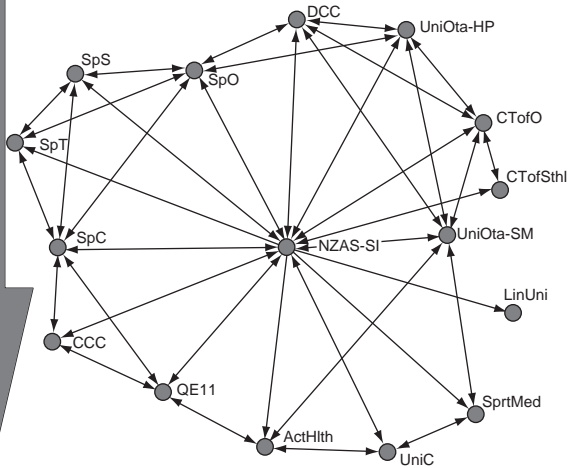 DCC
UniOta-HP
SpS
SpO
CTofO
SpT
CTofSthl
SpC
NZAS-SI
UniOta-SM
LinUni
CCC
QE11
SprtMed
ActHlth
UniC